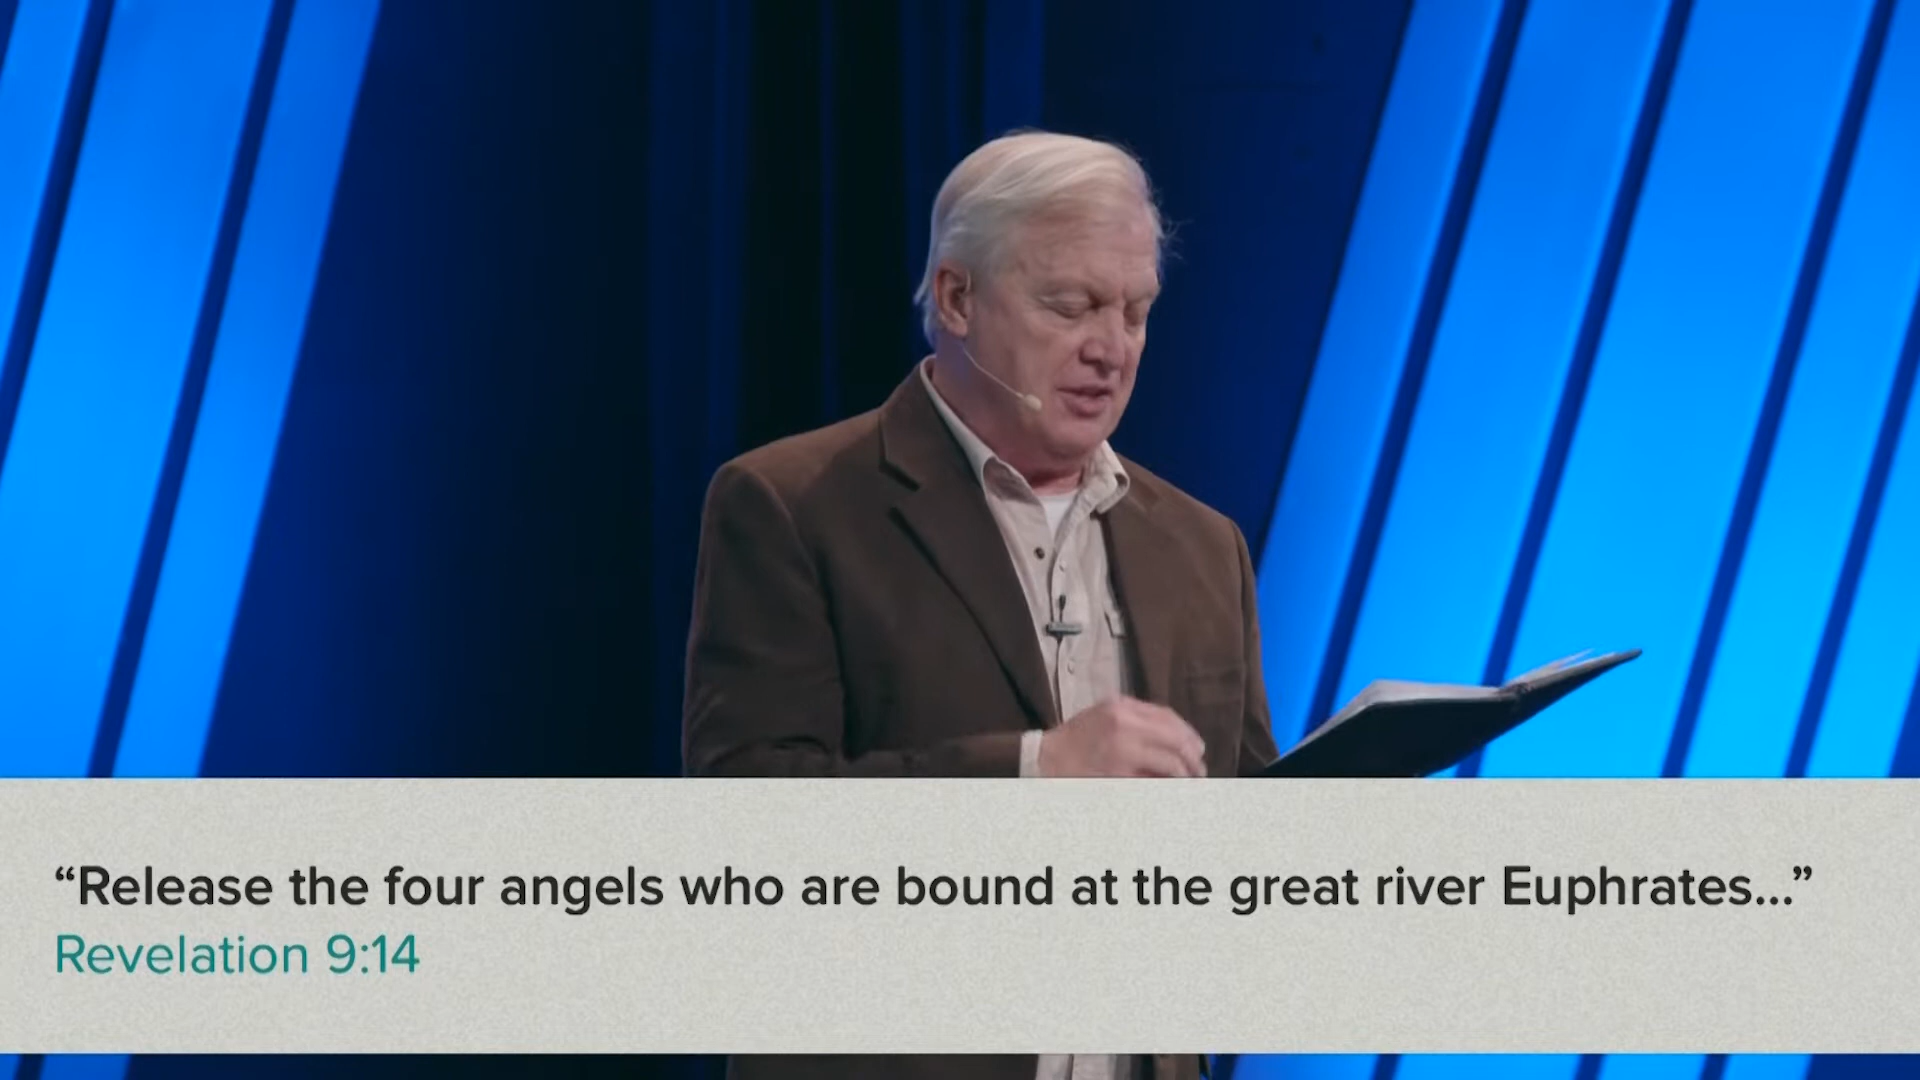 “Release the four angels who are bound at the great river Euphrates...”
Revelation 9:14